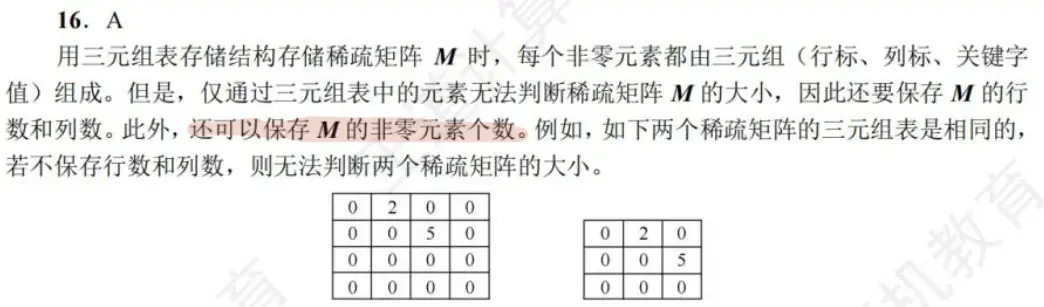 16. A
用三元组表存储结构存储稀疏矩阵 M 时，每个非零元素都由三元组（行标、列标、关键字
值）组成。但是，仅通过三元组表中的元素无法判断稀疏矩阵 M 的大小，因此还要保存 M 的行
数和列数。此外，还可以保存 M 的非零元素个数。例如，如下两个稀疏矩阵的三元组表是相同的，
若不保存行数和列数，则无法判断两个稀疏矩阵的大小。
0 2 0 0
0 0 5 0
0 0 0 0
0 0 0 0
0 2 0
0 0 5
0 0 0
机教育
育